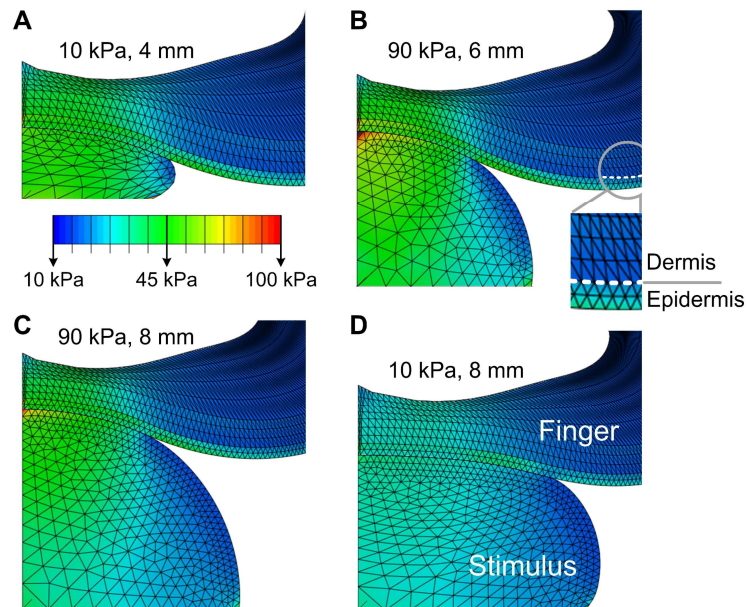 A
10 kPa, 4 mm
B
90 kPa, 6 mm
10 kPa
45 kPa
100 kPa
Dermis
Epidermis
C
90 kPa, 8 mm
D
10 kPa, 8 mm
Finger
Stimulus